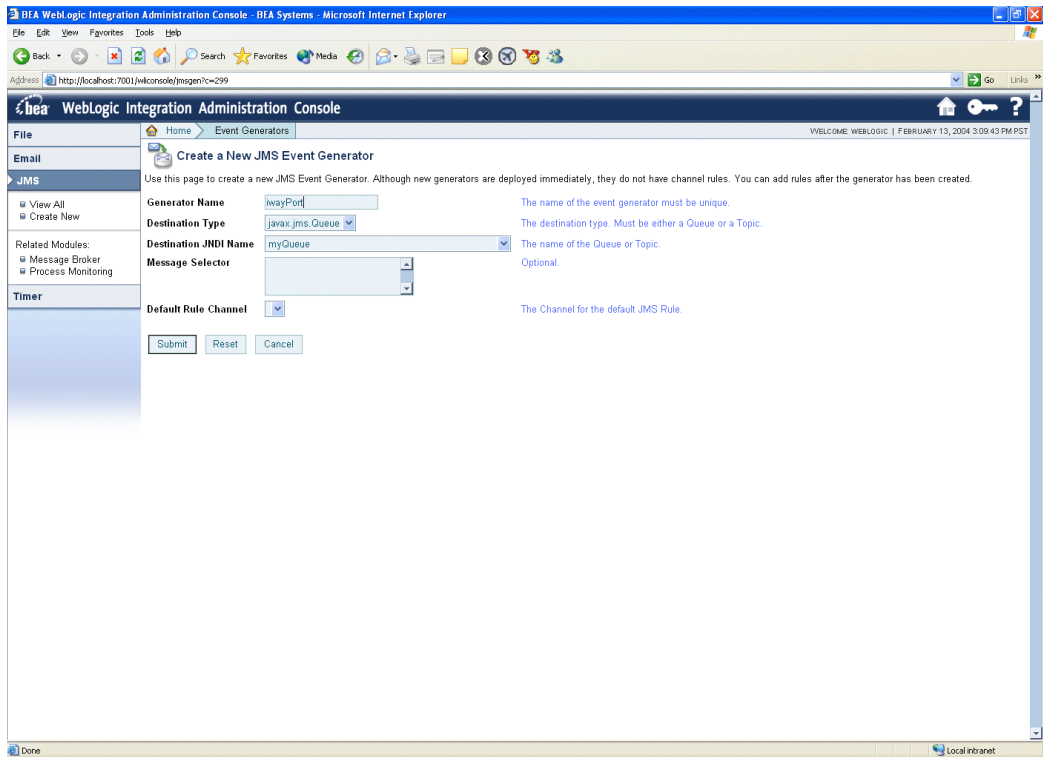 BEA WebLogic Integration Administration Console - BEA Systems - Microsoft Internet Explorer
File Edit View Favorites Tools Help
Back Search Favorites Media
Address http://localhost:7001/wliconsole/jmsgen?c=299 Go Links »
bea WebLogic Integration Administration Console ?
File
Home Event Generators WELCOME WEBLOGIC | FEBRUARY 13, 2004 3:09:43 PM PST
Email
Create a New JMS Event Generator
JMS
Use this page to create a new JMS Event Generator. Although new generators are deployed immediately, they do not have channel rules. You can add rules after the generator has been created.
View All
Create New
Related Modules:
Message Broker
Process Monitoring
Timer
Generator Name iwayPort The name of the event generator must be unique.
Destination Type javax.jms.Queue The destination type. Must be either a Queue or a Topic.
Destination JNDI Name myQueue The name of the Queue or Topic.
Message Selector Optional.
Default Rule Channel The Channel for the default JMS Rule.
Submit Reset Cancel
Done Local intranet